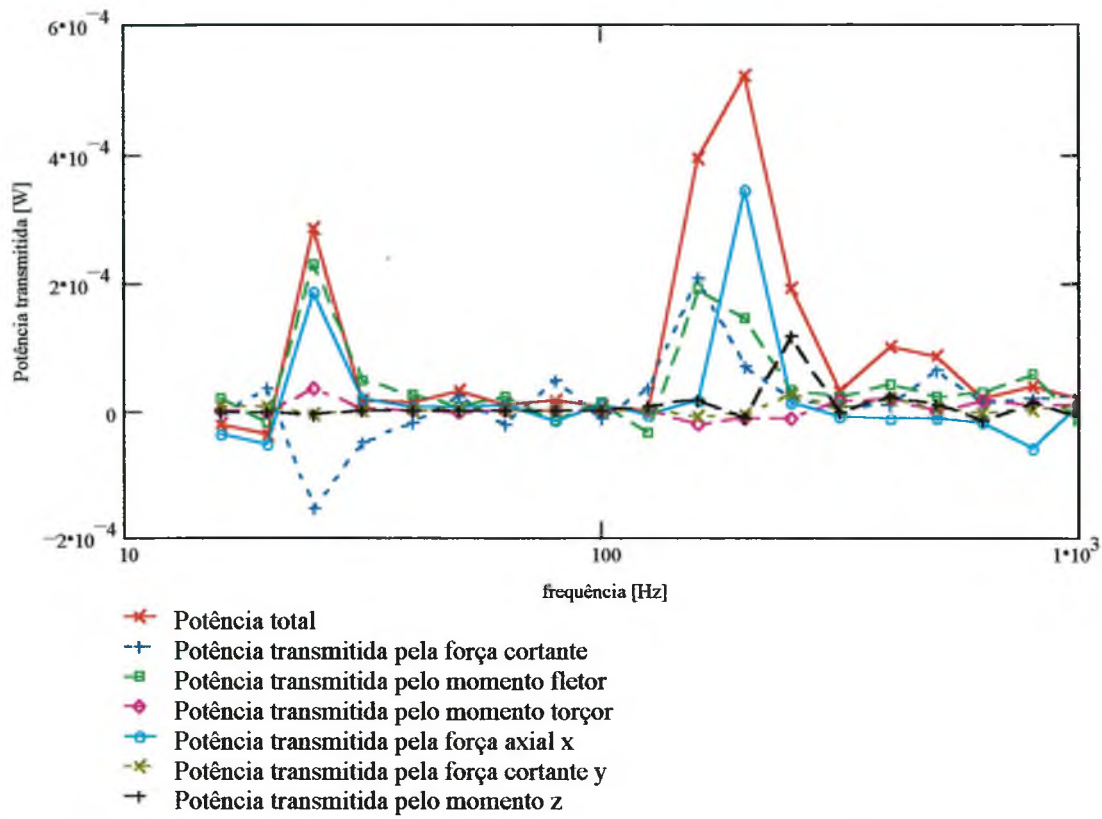 6•10⁻⁴
4•10⁻⁴
2•10⁻⁴
0
−2•10⁻⁴
Potência transmitida [W]
10
100
1•10³
frequência [Hz]
Potência total
Potência transmitida pela força cortante
Potência transmitida pelo momento fletor
Potência transmitida pelo momento torçor
Potência transmitida pela força axial x
Potência transmitida pela força cortante y
Potência transmitida pelo momento z